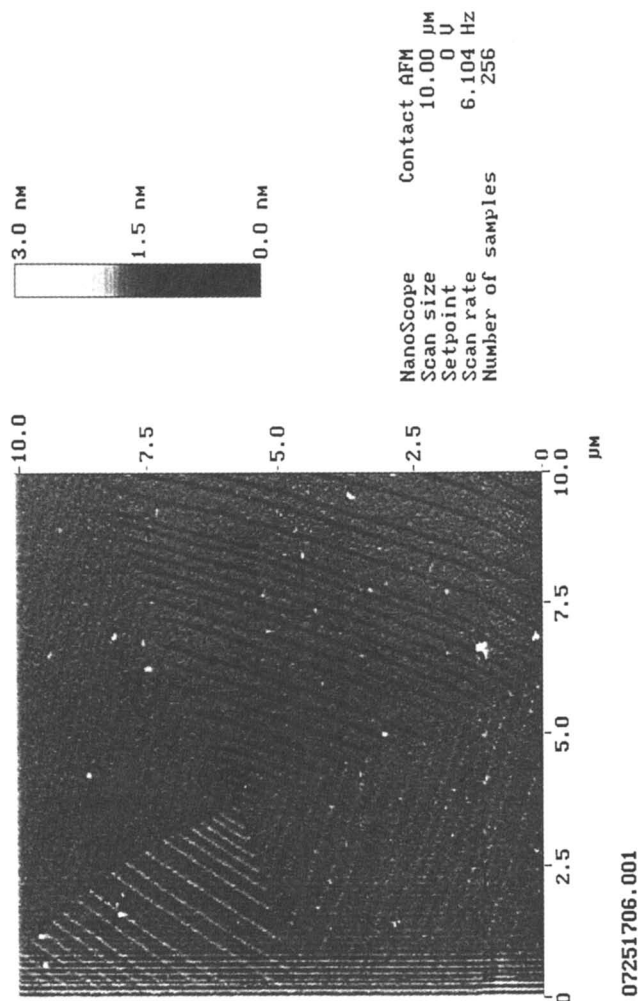 3.0 nm
1.5 nm
0.0 nm
NanoScope Contact AFM
Scan size 10.00 µm
Setpoint 0 V
Scan rate 6.104 Hz
Number of samples 256
10.0
7.5
5.0
2.5
0
µm
0
2.5
5.0
7.5
10.0
07251706.001